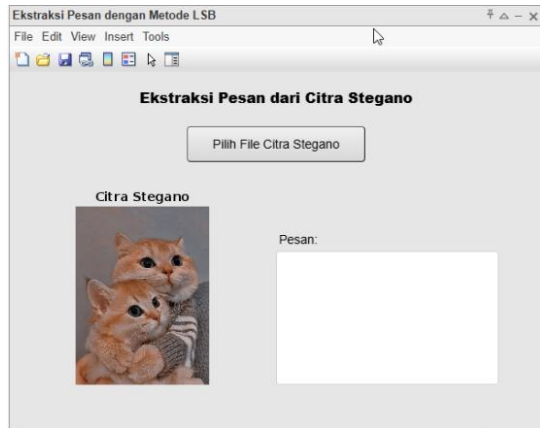 Ekstraksi Pesan dengan Metode LSB
File Edit View Insert Tools
Ekstraksi Pesan dari Citra Stegano
Pilih File Citra Stegano
Citra Stegano
Pesan: